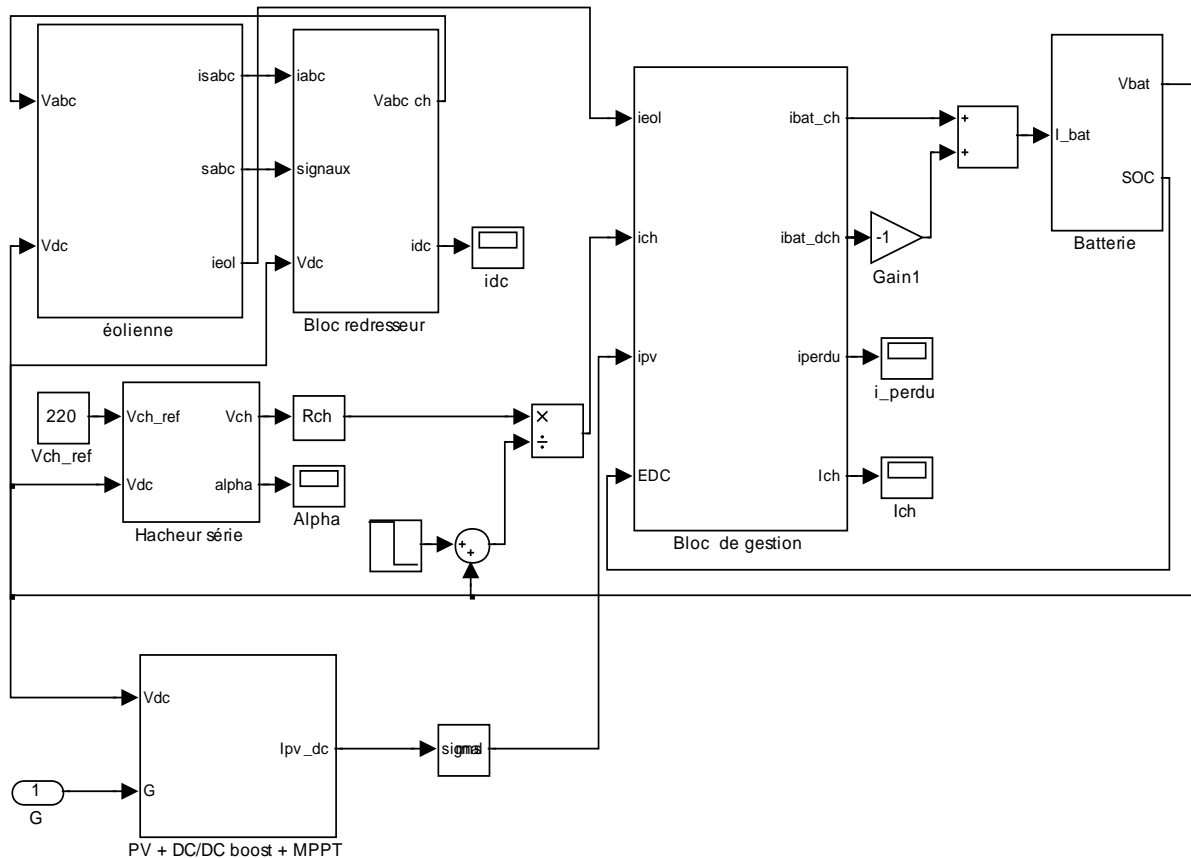 Vabc
Vdc
isabc
sabc
ieol
éolienne
iabc
signaux
Vdc
Vabc ch
idc
Bloc redresseur
idc
ieol
ich
ipv
EDC
ibat_ch
ibat_dch
iperdu
Ich
Bloc de gestion
-1
Gain1
+
+
I_bat
Vbat
SOC
Batterie
i_perdu
Ich
220
Vch_ref
Vch_ref
Vdc
Vch
alpha
Hacheur série
Rch
Alpha
×
÷
+
+
Vdc
G
Ipv_dc
PV + DC/DC boost + MPPT
1
G
signal